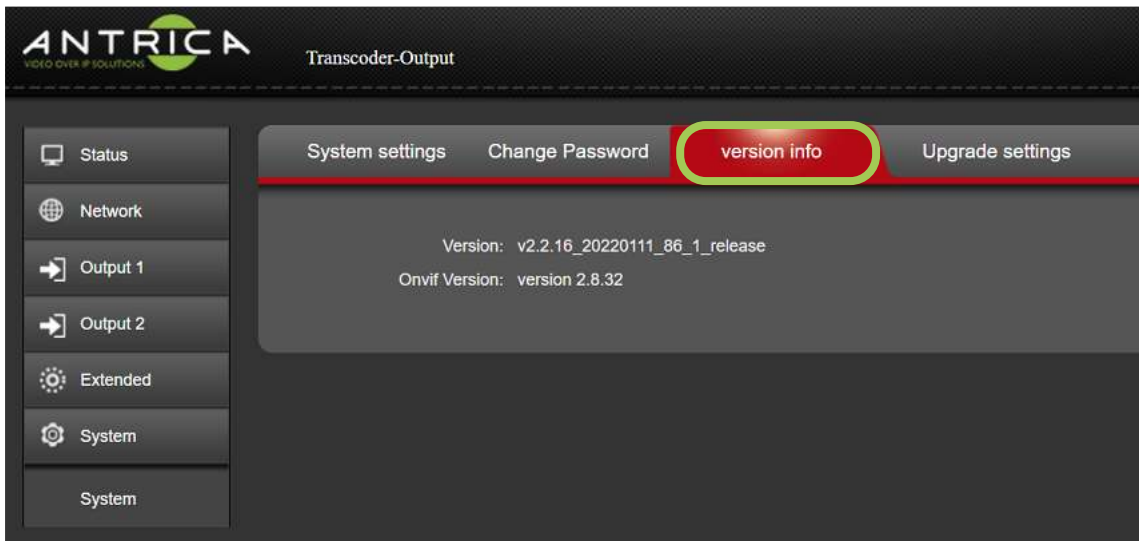 ANTRICA
VIDEO OVER IP SOLUTIONS
Transcoder-Output
Status
Network
Output 1
Output 2
Extended
System
System
System settings
Change Password
version info
Upgrade settings
Version: v2.2.16_20220111_86_1_release
Onvif Version: version 2.8.32